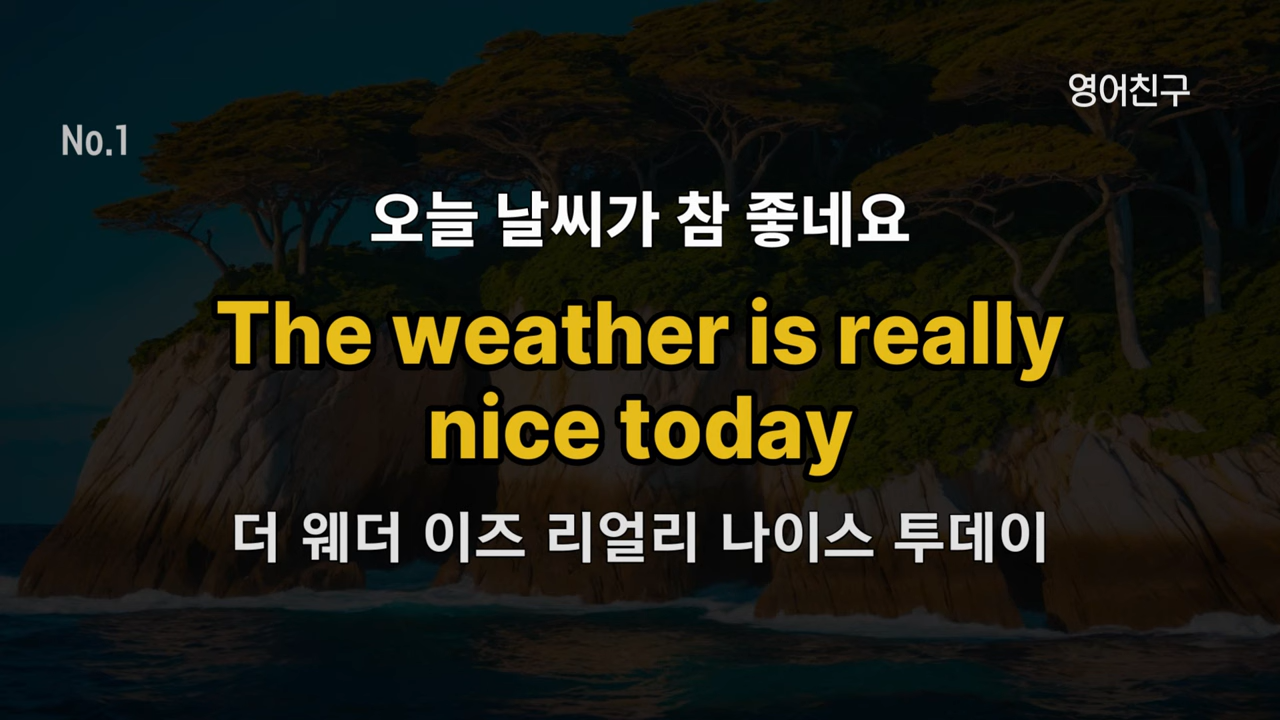 영어친구
No.1
오늘 날씨가 참 좋네요
The weather is really
nice today
더 웨더 이즈 리얼리 나이스 투데이